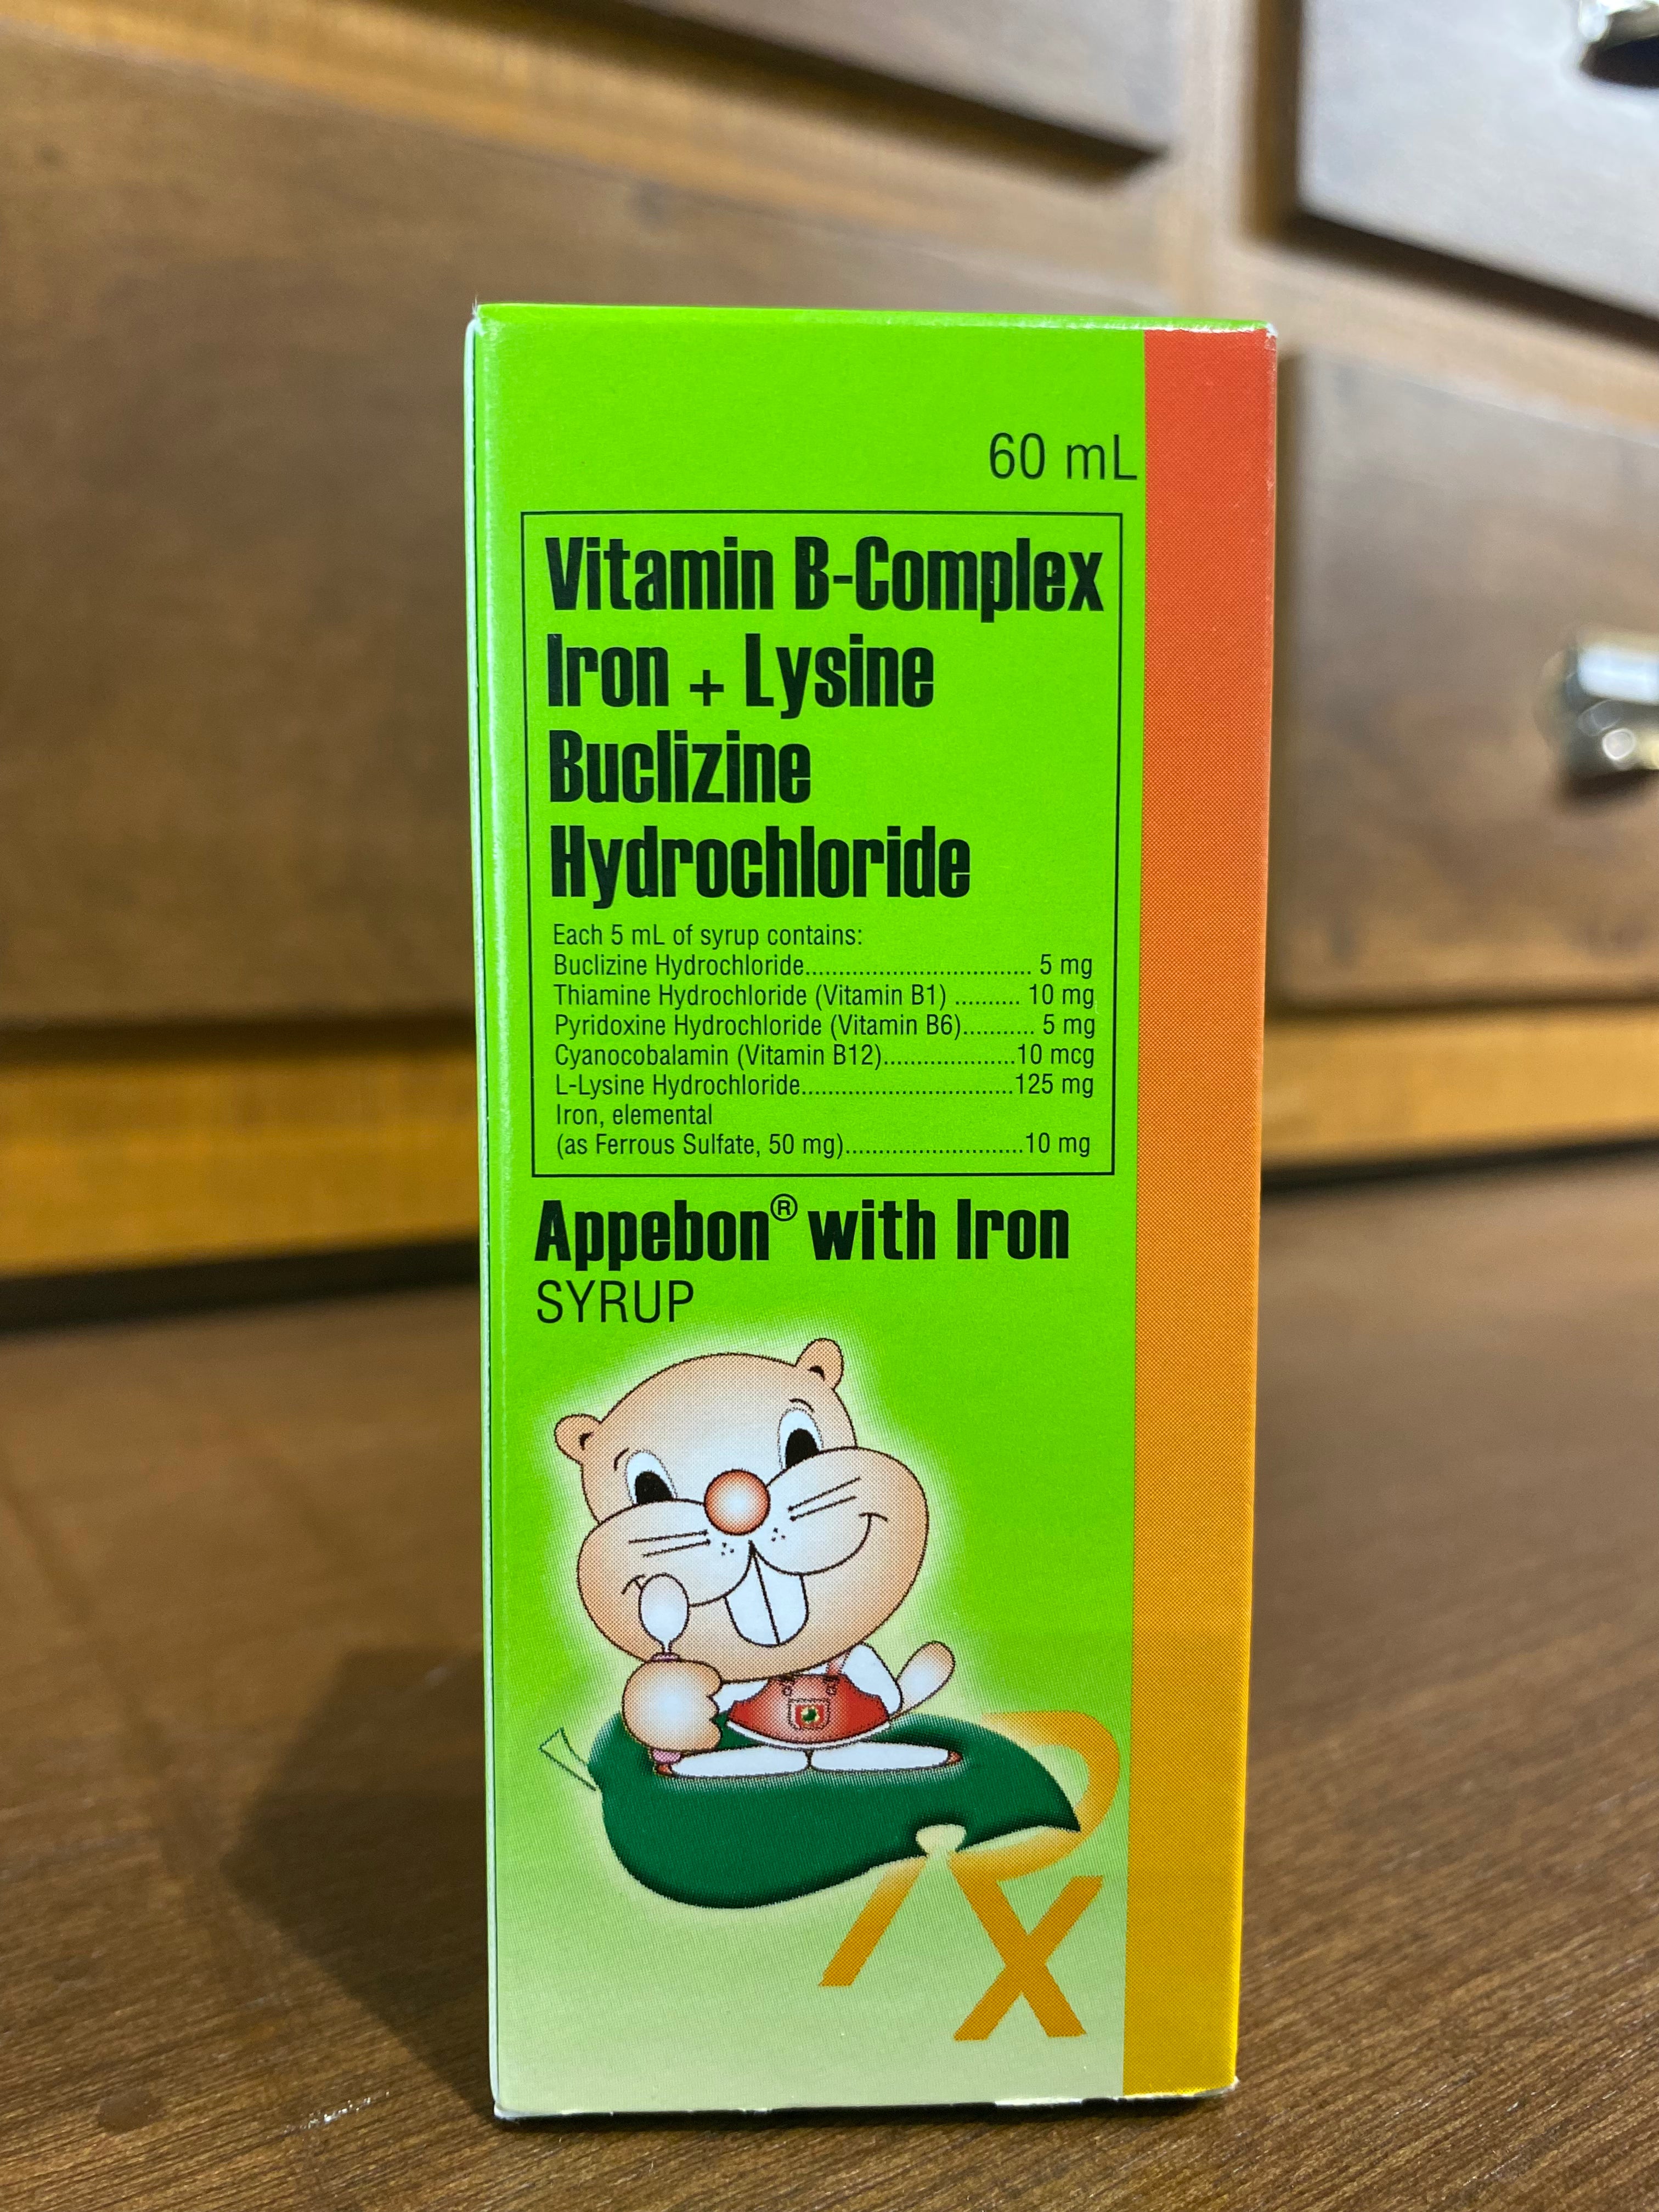 60 mL
Vitamin B-Complex
Iron + Lysine
Buclizine
Hydrochloride
Each 5 mL of syrup contains:
Buclizine Hydrochloride.................................. 5 mg
Thiamine Hydrochloride (Vitamin B1) .......... 10 mg
Pyridoxine Hydrochloride (Vitamin B6)........... 5 mg
Cyanocobalamin (Vitamin B12)....................10 mcg
L-Lysine Hydrochloride................................125 mg
Iron, elemental
(as Ferrous Sulfate, 50 mg)...........................10 mg
Appebon® with Iron
SYRUP
Rx